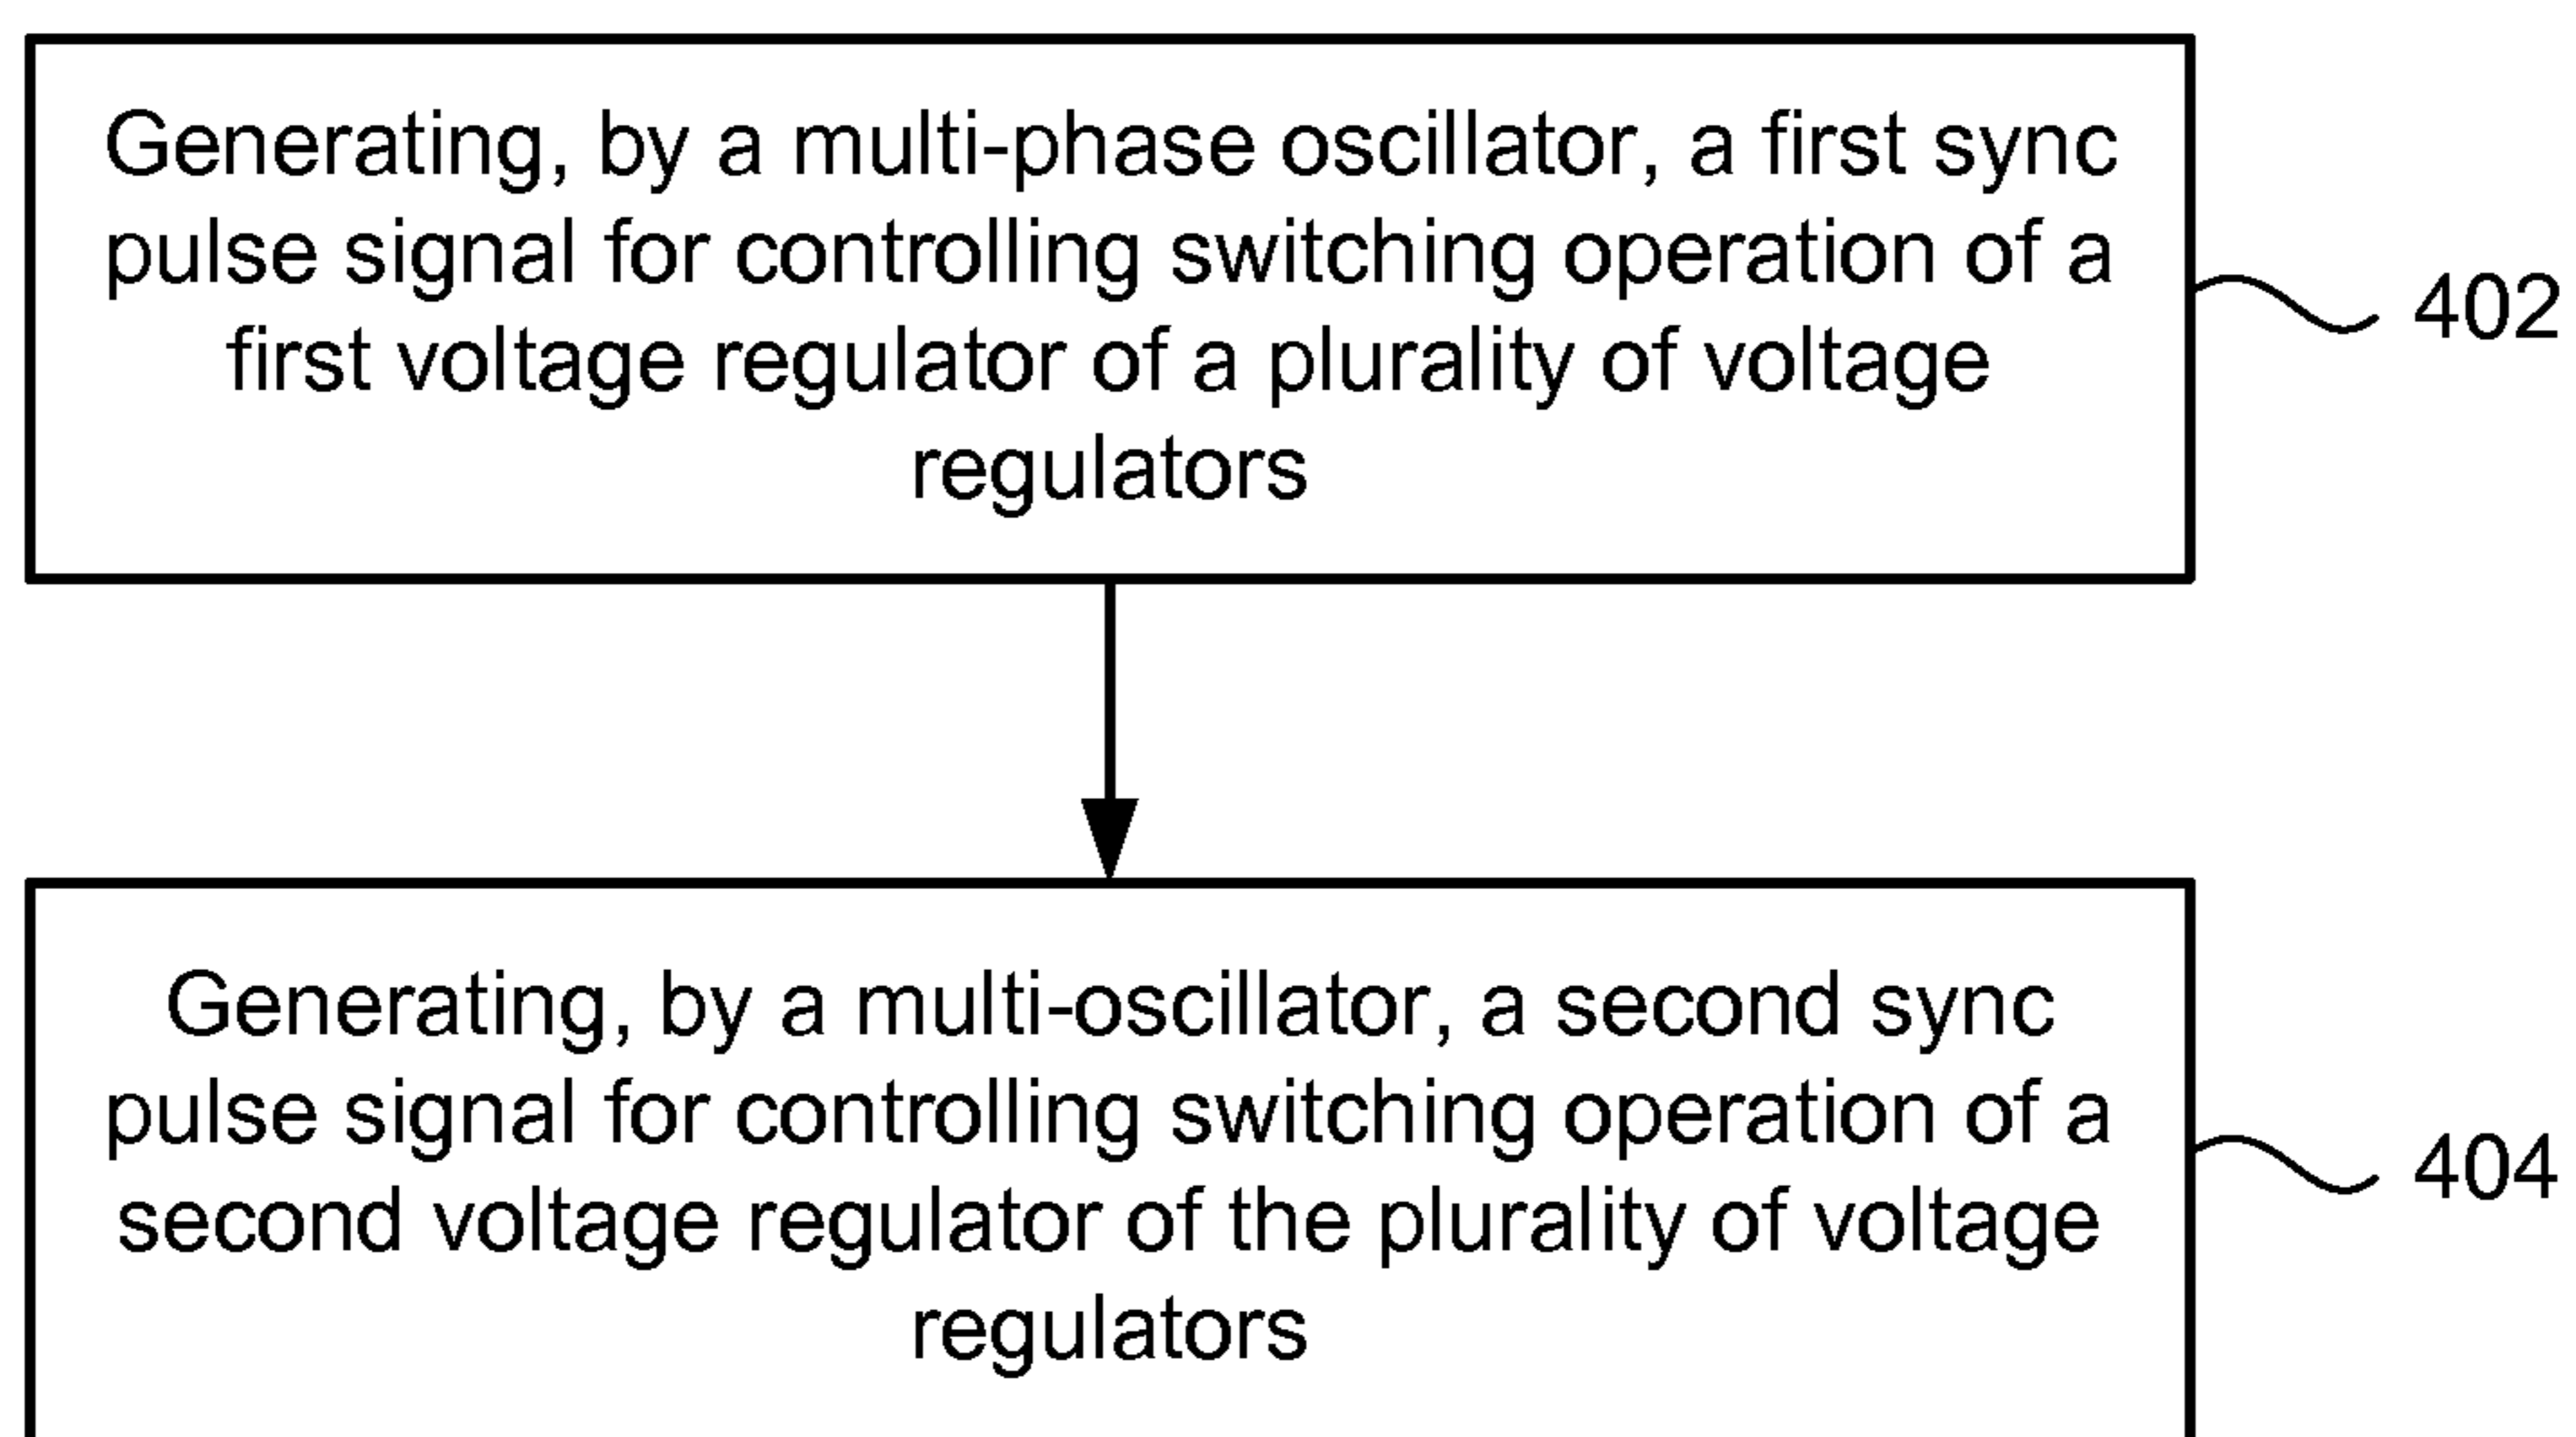 Generating, by a multi-phase oscillator, a first sync
pulse signal for controlling switching operation of a
first voltage regulator of a plurality of voltage
regulators
402
Generating, by a multi-oscillator, a second sync
pulse signal for controlling switching operation of a
second voltage regulator of the plurality of voltage
regulators
404